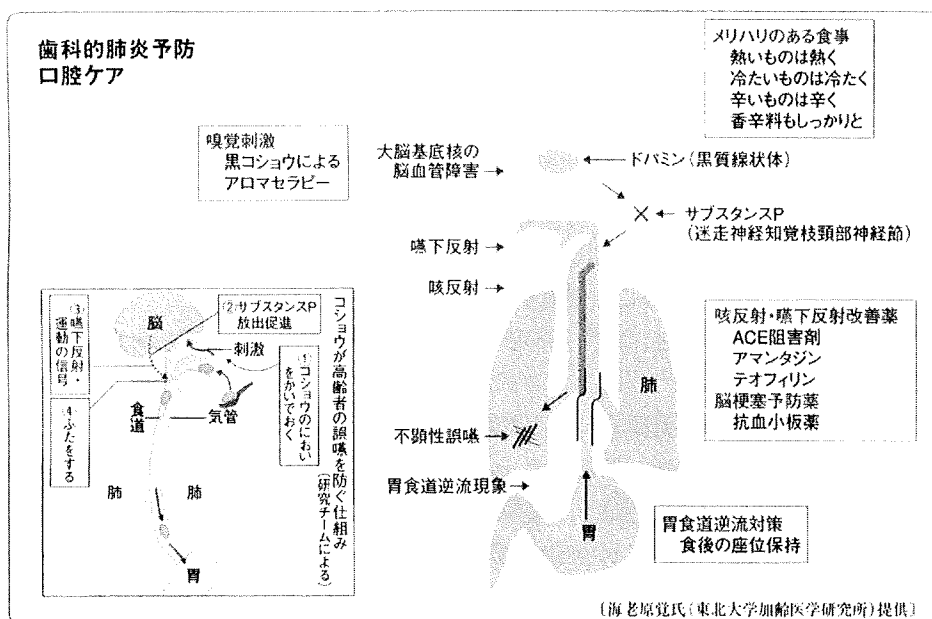 歯科的肺炎予防
口腔ケア
メリハリのある食事
熱いものは熱く
冷たいものは冷たく
辛いものは辛く
香辛料もしっかりと
嗅覚刺激
黒コショウによる
アロマセラピー
大脳基底核の
脳血管障害
ドパミン（黒質線状体）
サブスタンスP
（迷走神経知覚枝頸部神経節）
嚥下反射
咳反射
肺
咳反射・嚥下反射改善薬
ACE阻害剤
アマンタジン
テオフィリン
脳梗塞予防薬
抗血小板薬
不顕性誤嚥
胃食道逆流現象
胃
胃食道逆流対策
食後の座位保持
コショウが高齢者の誤嚥を防ぐ仕組み
（研究チームによる）
①コショウのにおい
をかいでおく
②サブスタンスP
放出促進
③嚥下反射・
運動の信号
④ふたをする
脳
刺激
食道
気管
肺
肺
胃
〔海老原覚氏（東北大学加齢医学研究所）提供〕